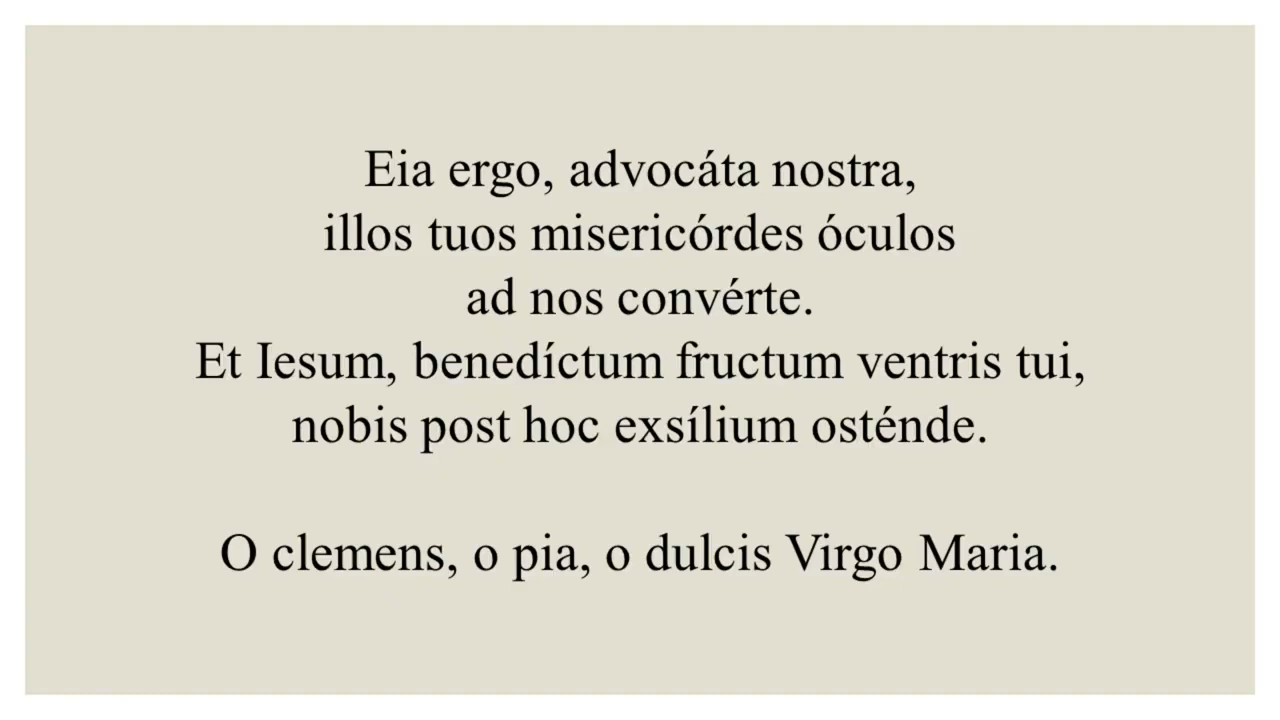 Eia ergo, advocáta nostra,
illos tuos misericórdes óculos
ad nos convérte.
Et Iesum, benedíctum fructum ventris tui,
nobis post hoc exsílium osténde.
O clemens, o pia, o dulcis Virgo Maria.